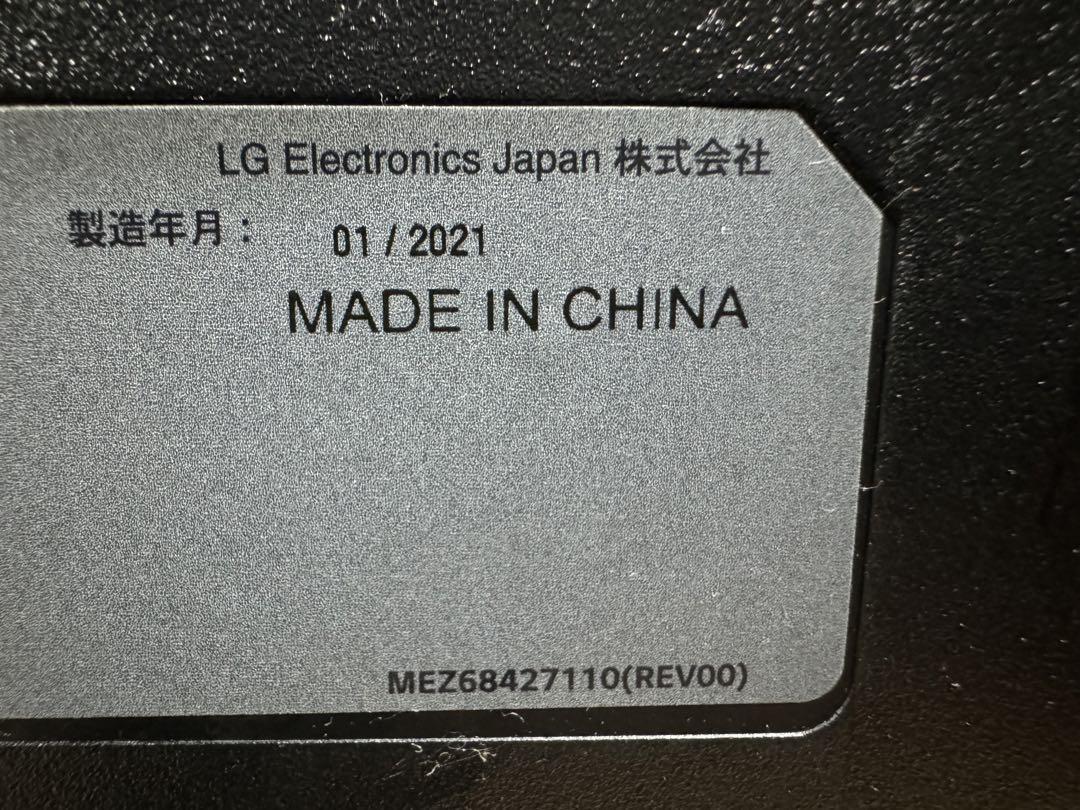 LG Electronics Japan 株式会社
製造年月： 01 / 2021
MADE IN CHINA
MEZ68427110(REV00)